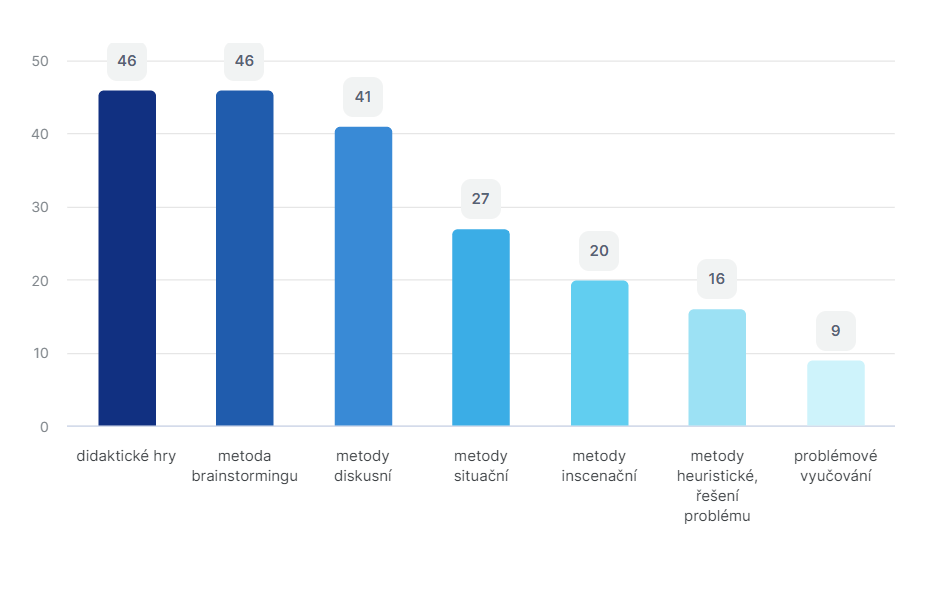 50
40
30
20
10
0
46
46
41
27
20
16
9
didaktické hry
metoda
brainstormingu
metody
diskusní
metody
situační
metody
inscenační
metody
heuristické,
řešení
problému
problémové
vyučování